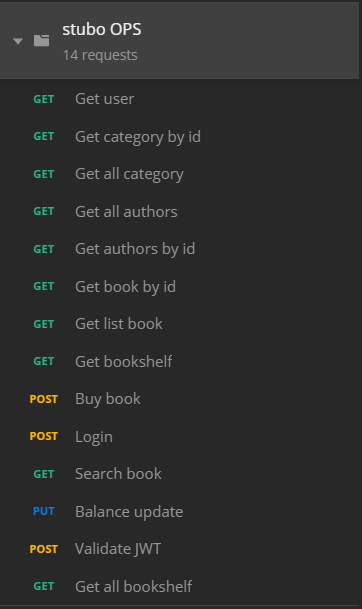 stubo OPS
14 requests
GET Get user
GET Get category by id
GET Get all category
GET Get all authors
GET Get authors by id
GET Get book by id
GET Get list book
GET Get bookshelf
POST Buy book
POST Login
GET Search book
PUT Balance update
POST Validate JWT
GET Get all bookshelf